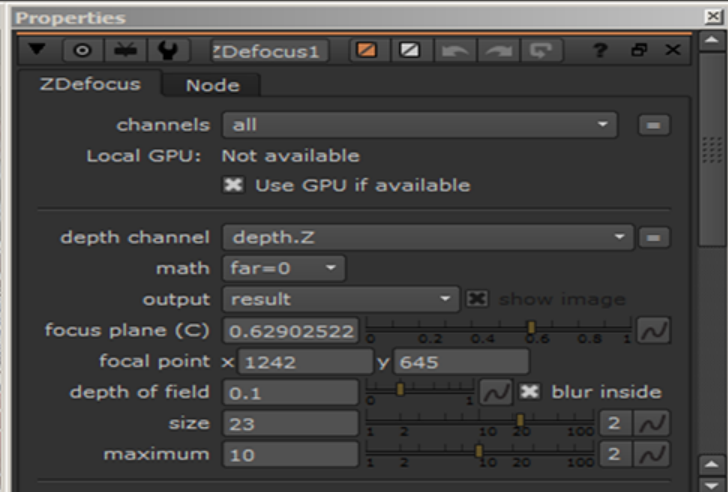 Properties
ZDefocus1 ?
ZDefocus Node
channels all =
Local GPU: Not available
Use GPU if available
depth channel depth.Z =
math far=0
output result show image
focus plane (C) 0.62902522 0 0.2 0.4 0.6 0.8 1
focal point x 1242 y 645
depth of field 0.1 0 1 blur inside
size 23 1 2 10 20 100 2
maximum 10 1 2 10 20 100 2